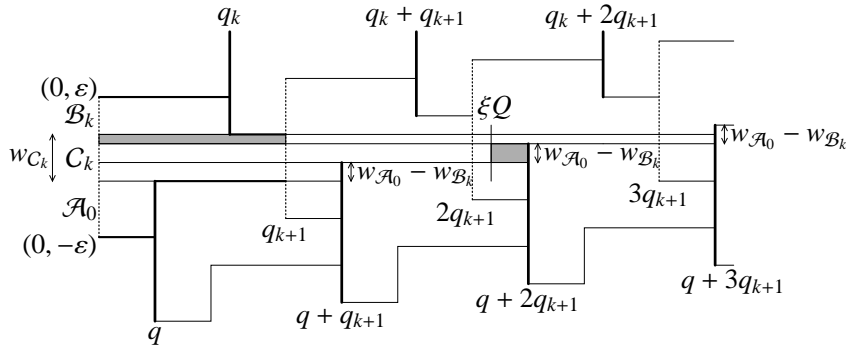 q_k q_k + q_{k+1} q_k + 2q_{k+1}
(0, ε)
ξQ
𝓑_k
w_{𝒜_0} − w_{𝓑_k}
w_{𝒞_k} 𝒞_k
w_{𝒜_0} − w_{𝓑_k} w_{𝒜_0} − w_{𝓑_k}
3q_{k+1}
𝒜_0
q_{k+1} 2q_{k+1}
(0, −ε)
q q + q_{k+1} q + 2q_{k+1} q + 3q_{k+1}